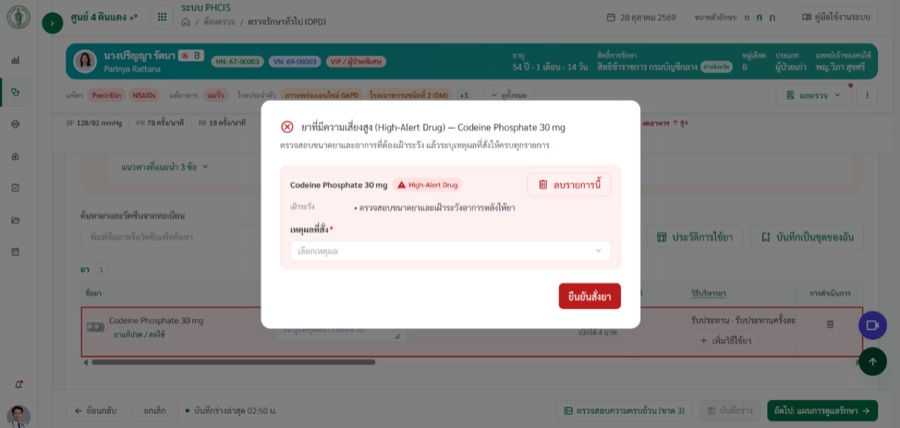 ศูนย์ 4 ดินแดง
ระบบ PHCIS
ห้องตรวจ / ตรวจรักษาทั่วไป (OPD)
28 ตุลาคม 2569
ขนาดตัวอักษร: ก ก ก
คู่มือใช้งานระบบ
นางปริญญา รัตนา
Parinya Rattana
HN: 67-00003
VN: 69-00003
VIP / ผู้ป่วยพิเศษ
อายุ
54 ปี - 1 เดือน - 14 วัน
สิทธิ์การรักษา
สิทธิข้าราชการ กรมบัญชีกลาง
หมู่เลือด
B
ประเภท
ผู้ป่วยเก่า
แพทย์เจ้าของคนไข้
พญ.วิภา สุขศรี
แพ้ยา Penicillin NSAIDs แพ้อาหาร นมวัว โรคประจำตัว ภาวะพร่องเอนไซม์ G6PD โรคเบาหวานชนิดที่ 2 (DM) +3 ดูทั้งหมด
ผลตรวจ
BP 128/82 mmHg PR 78 ครั้ง/นาที RR 18 ครั้ง/นาที
ดอาหาร ↑ สูง
แนวทางที่แนะนำ 3 ข้อ
ค้นหายาและวัคซีนจากทะเบียน
พิมพ์ชื่อยาหรือวัคซีนเพื่อค้นหา
ประวัติการใช้ยา
บันทึกเป็นชุดของฉัน
ยา 1
ชื่อยา
วิธีบริหารยา
การดำเนินการ
Codeine Phosphate 30 mg
ยาแก้ปวด / ลดไข้
รับประทาน - รับประทานครั้งละ
+ เพิ่มวิธีใช้ยา
ยาที่มีความเสี่ยงสูง (High-Alert Drug) — Codeine Phosphate 30 mg
ตรวจสอบขนาดยาและอาการที่ต้องเฝ้าระวัง แล้วระบุเหตุผลที่สั่งให้ครบทุกรายการ
Codeine Phosphate 30 mg
High-Alert Drug
ลบรายการนี้
เฝ้าระวัง
• ตรวจสอบขนาดยาและเฝ้าระวังอาการหลังให้ยา
เหตุผลที่สั่ง *
เลือกเหตุผล
ยืนยันสั่งยา
← ย้อนกลับ
ยกเลิก
บันทึกร่างล่าสุด 02:50 น.
ตรวจสอบความครบถ้วน (ขาด 3)
บันทึกร่าง
ถัดไป: แผนการดูแลรักษา →